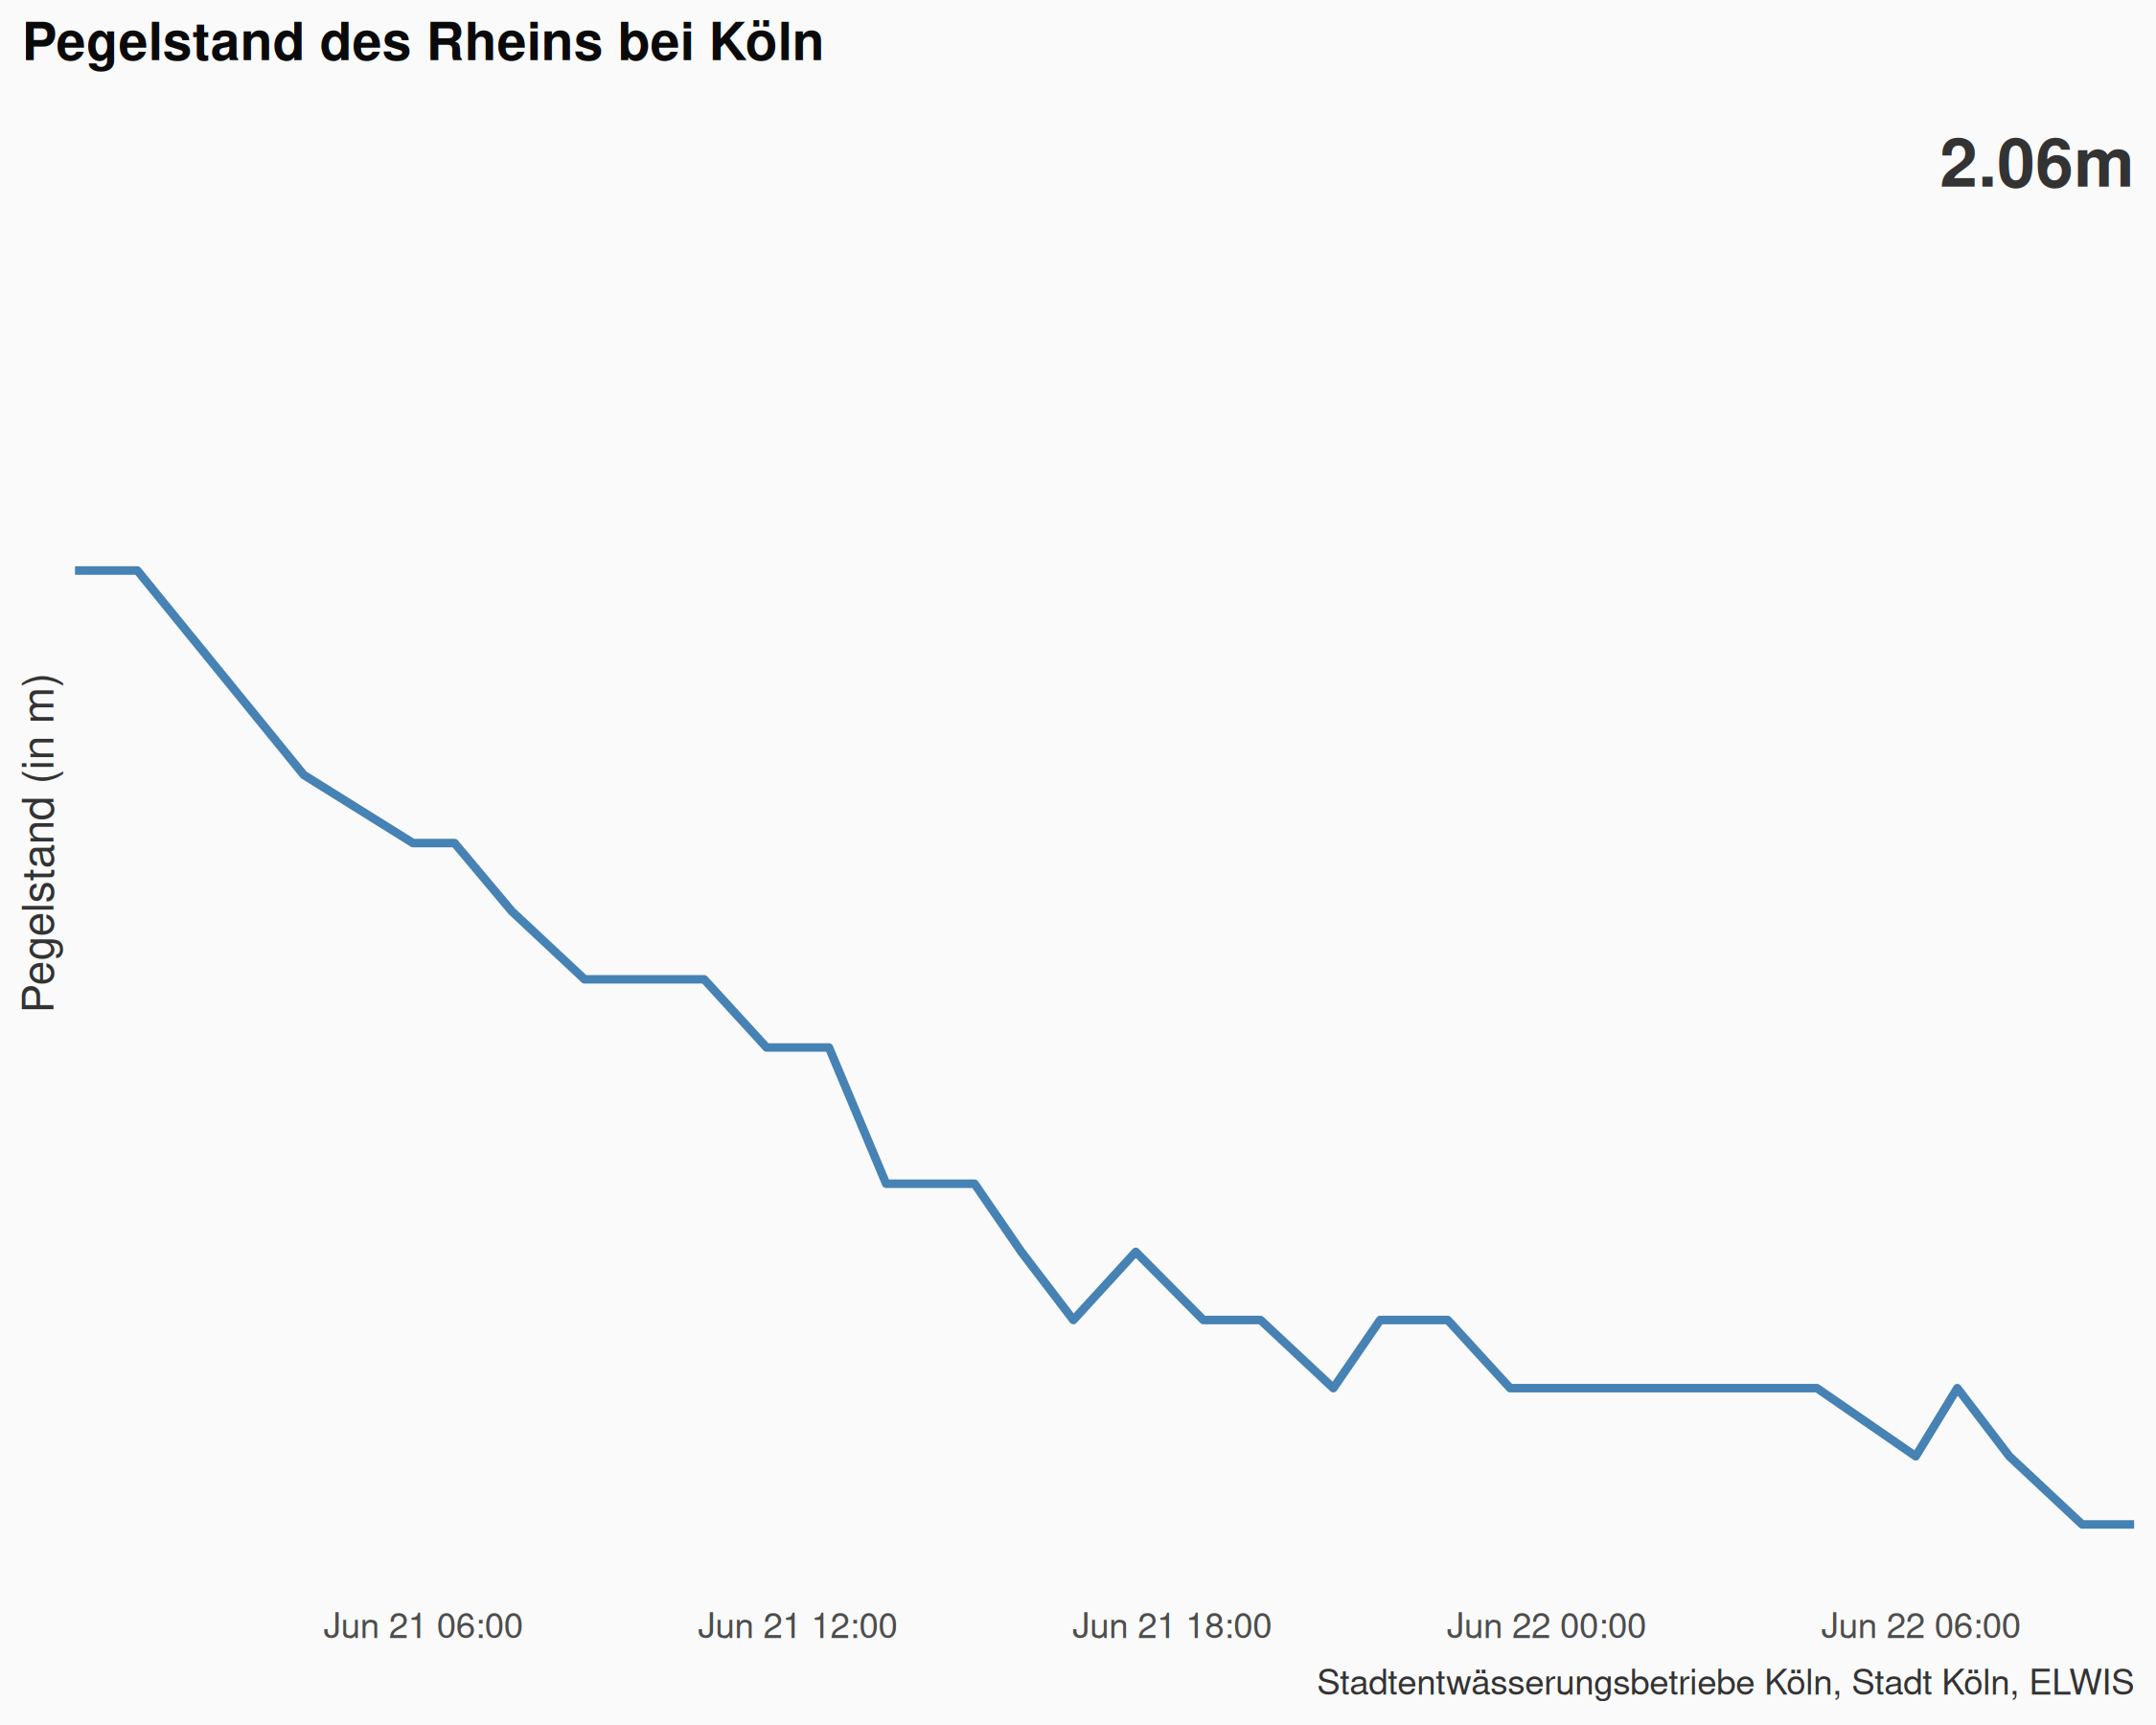 Pegelstand des Rheins bei Köln
2.06m
Pegelstand (in m)
Jun 21 06:00
Jun 21 12:00
Jun 21 18:00
Jun 22 00:00
Jun 22 06:00
Stadtentwässerungsbetriebe Köln, Stadt Köln, ELWIS